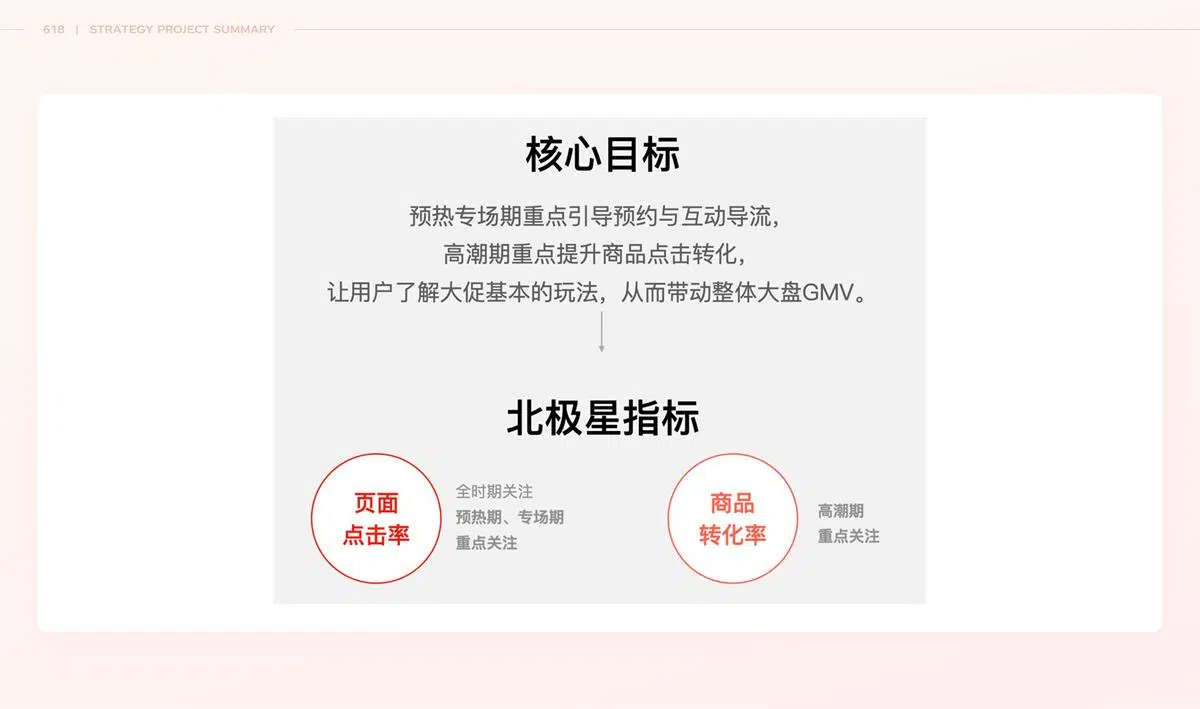 618 | STRATEGY PROJECT SUMMARY
核心目标
预热专场期重点引导预约与互动导流，
高潮期重点提升商品点击转化，
让用户了解大促基本的玩法，从而带动整体大盘GMV。
北极星指标
页面
点击率
全时期关注
预热期、专场期
重点关注
商品
转化率
高潮期
重点关注